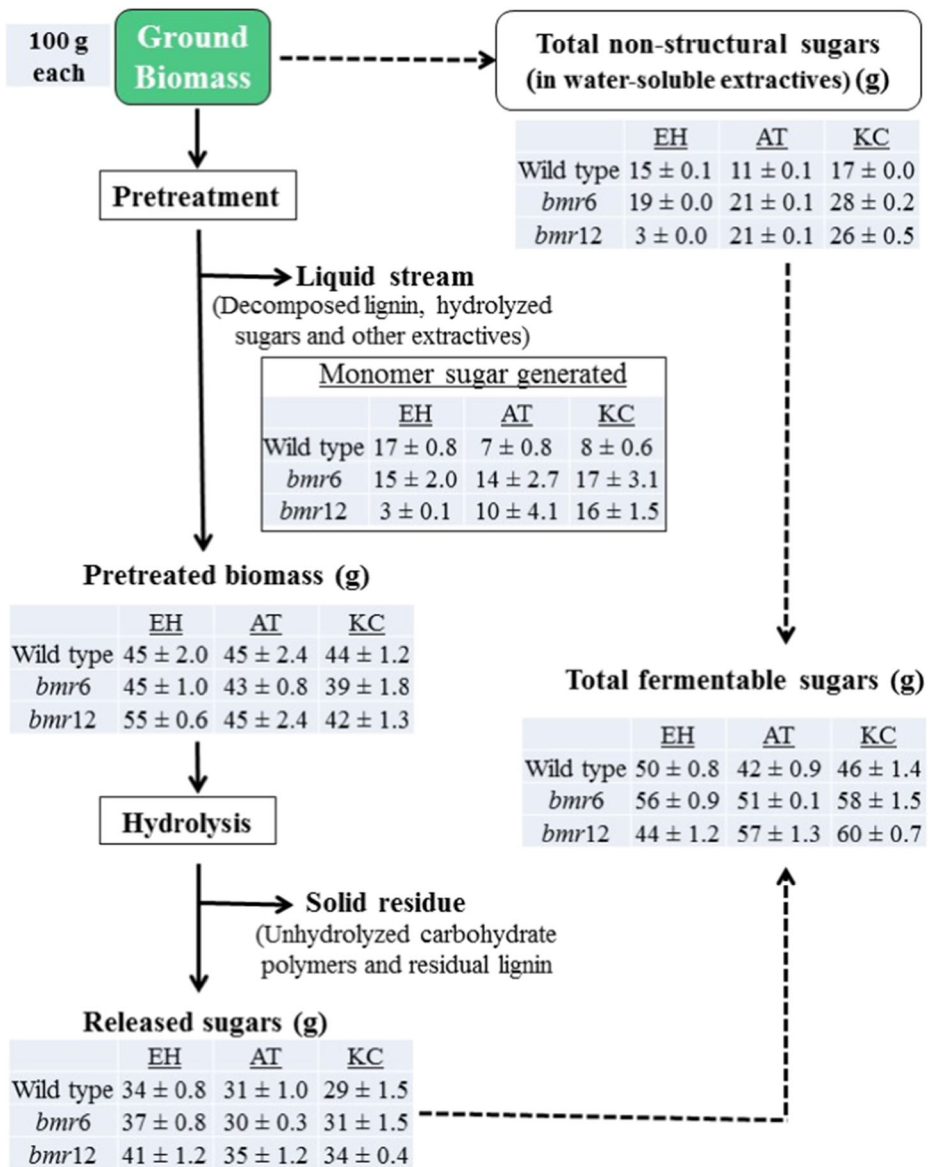 100 g
each
Ground
Biomass
Total non-structural sugars
(in water-soluble extractives) (g)
EH AT KC
Wild type 15 ± 0.1 11 ± 0.1 17 ± 0.0
bmr6 19 ± 0.0 21 ± 0.1 28 ± 0.2
bmr12 3 ± 0.0 21 ± 0.1 26 ± 0.5
Pretreatment
Liquid stream
(Decomposed lignin, hydrolyzed
sugars and other extractives)
Monomer sugar generated
EH AT KC
Wild type 17 ± 0.8 7 ± 0.8 8 ± 0.6
bmr6 15 ± 2.0 14 ± 2.7 17 ± 3.1
bmr12 3 ± 0.1 10 ± 4.1 16 ± 1.5
Pretreated biomass (g)
EH AT KC
Wild type 45 ± 2.0 45 ± 2.4 44 ± 1.2
bmr6 45 ± 1.0 43 ± 0.8 39 ± 1.8
bmr12 55 ± 0.6 45 ± 2.4 42 ± 1.3
Total fermentable sugars (g)
EH AT KC
Wild type 50 ± 0.8 42 ± 0.9 46 ± 1.4
bmr6 56 ± 0.9 51 ± 0.1 58 ± 1.5
bmr12 44 ± 1.2 57 ± 1.3 60 ± 0.7
Hydrolysis
Solid residue
(Unhydrolyzed carbohydrate
polymers and residual lignin
Released sugars (g)
EH AT KC
Wild type 34 ± 0.8 31 ± 1.0 29 ± 1.5
bmr6 37 ± 0.8 30 ± 0.3 31 ± 1.5
bmr12 41 ± 1.2 35 ± 1.2 34 ± 0.4